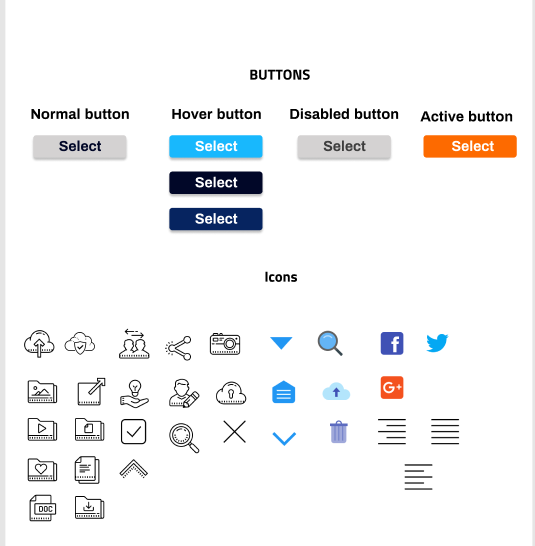 BUTTONS
Normal button Hover button Disabled button Active button
Select Select Select Select
Select
Select
Icons
f
G+
DOC